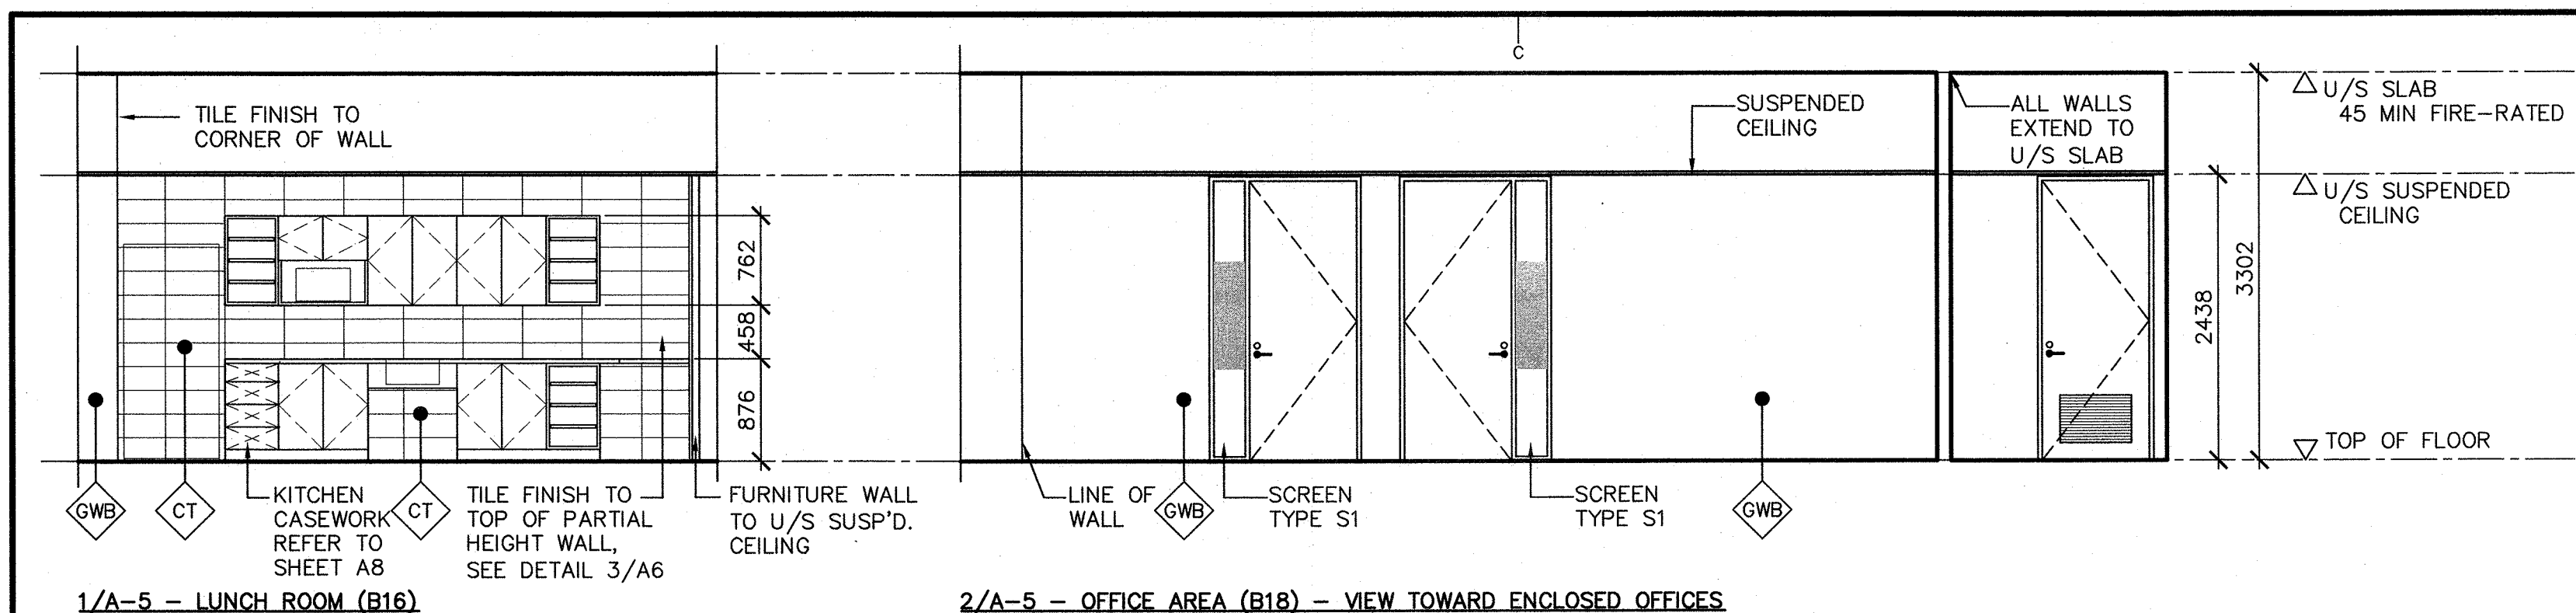 C
TILE FINISH TO
CORNER OF WALL
762
458
876
GWB
CT
KITCHEN
CASEWORK
REFER TO
SHEET A8
CT
TILE FINISH TO
TOP OF PARTIAL
HEIGHT WALL,
SEE DETAIL 3/A6
FURNITURE WALL
TO U/S SUSP'D.
CEILING
1/A-5 - LUNCH ROOM (B16)
SUSPENDED
CEILING
ALL WALLS
EXTEND TO
U/S SLAB
LINE OF
WALL
GWB
SCREEN
TYPE S1
SCREEN
TYPE S1
GWB
2438
3302
U/S SLAB
45 MIN FIRE-RATED
U/S SUSPENDED
CEILING
TOP OF FLOOR
2/A-5 - OFFICE AREA (B18) - VIEW TOWARD ENCLOSED OFFICES